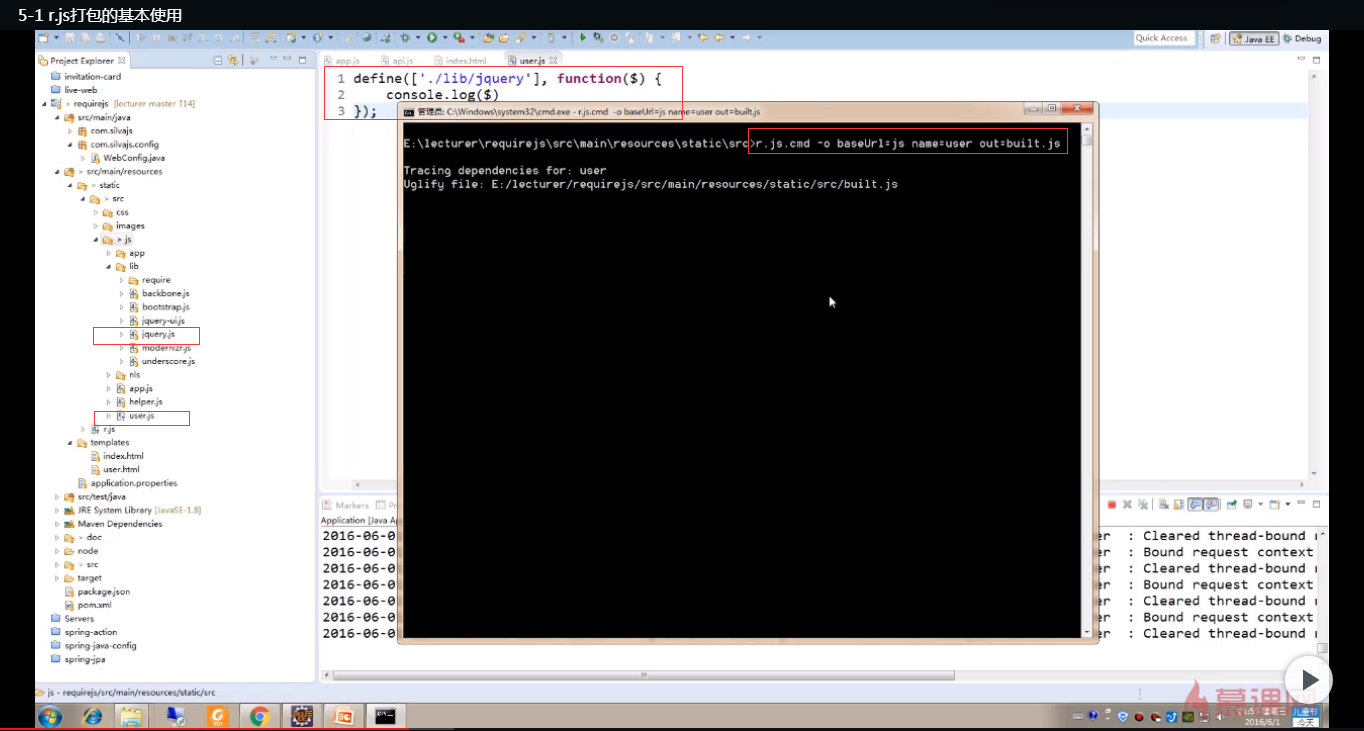 5-1 r.js打包的基本使用
Quick Access
Java EE
Debug
Project Explorer
app.js
api.js
index.html
user.js
invitation-card
live-web
> requirejs [lecturer master ↑14]
src/main/java
com.silvajs
com.silvajs.config
WebConfig.java
> src/main/resources
> static
> src
css
images
> js
app
lib
require
backbone.js
bootstrap.js
jquery-ui.js
jquery.js
modernizr.js
underscore.js
nls
app.js
helper.js
user.js
r.js
templates
index.html
user.html
application.properties
src/test/java
JRE System Library [JavaSE-1.8]
Maven Dependencies
> doc
node
> src
target
package.json
pom.xml
Servers
spring-action
spring-java-config
spring-jpa
1 define(['./lib/jquery'], function($) {
2 console.log($)
3 });
管理员: C:\Windows\system32\cmd.exe - r.js.cmd -o baseUrl=js name=user out=built.js
E:\lecturer\requirejs\src\main\resources\static\src>r.js.cmd -o baseUrl=js name=user out=built.js
Tracing dependencies for: user
Uglify file: E:/lecturer/requirejs/src/main/resources/static/src/built.js
Markers
Application [Java A
2016-06-0 er : Cleared thread-bound
2016-06-0 er : Bound request context
2016-06-0 er : Cleared thread-bound
2016-06-0 er : Bound request context
2016-06-0 er : Cleared thread-bound
2016-06-0 er : Bound request context
2016-06-0 er : Cleared thread-bound
js - requirejs/src/main/resources/static/src
慕课网
2016/6/1
儿童节
今天